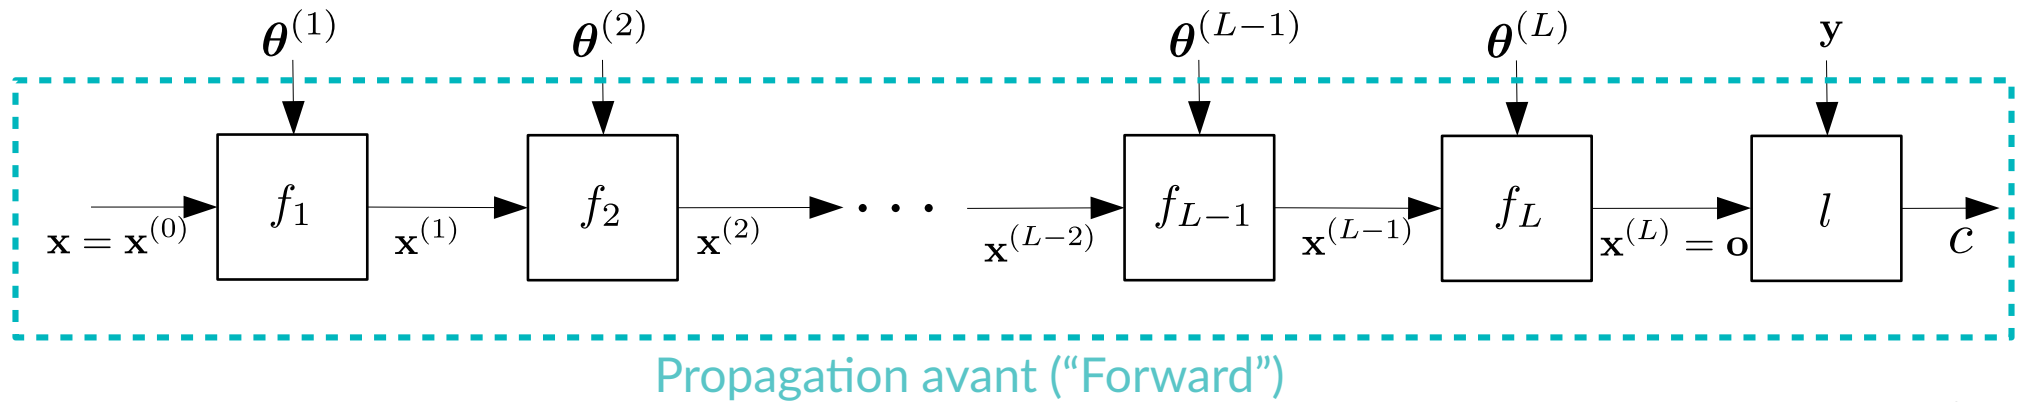 θ^(1) θ^(2) θ^(L−1) θ^(L) y
f_1 f_2 · · · f_{L−1} f_L l
x = x^(0) x^(1) x^(2) x^(L−2) x^(L−1) x^(L) = o c
Propagation avant (“Forward”)